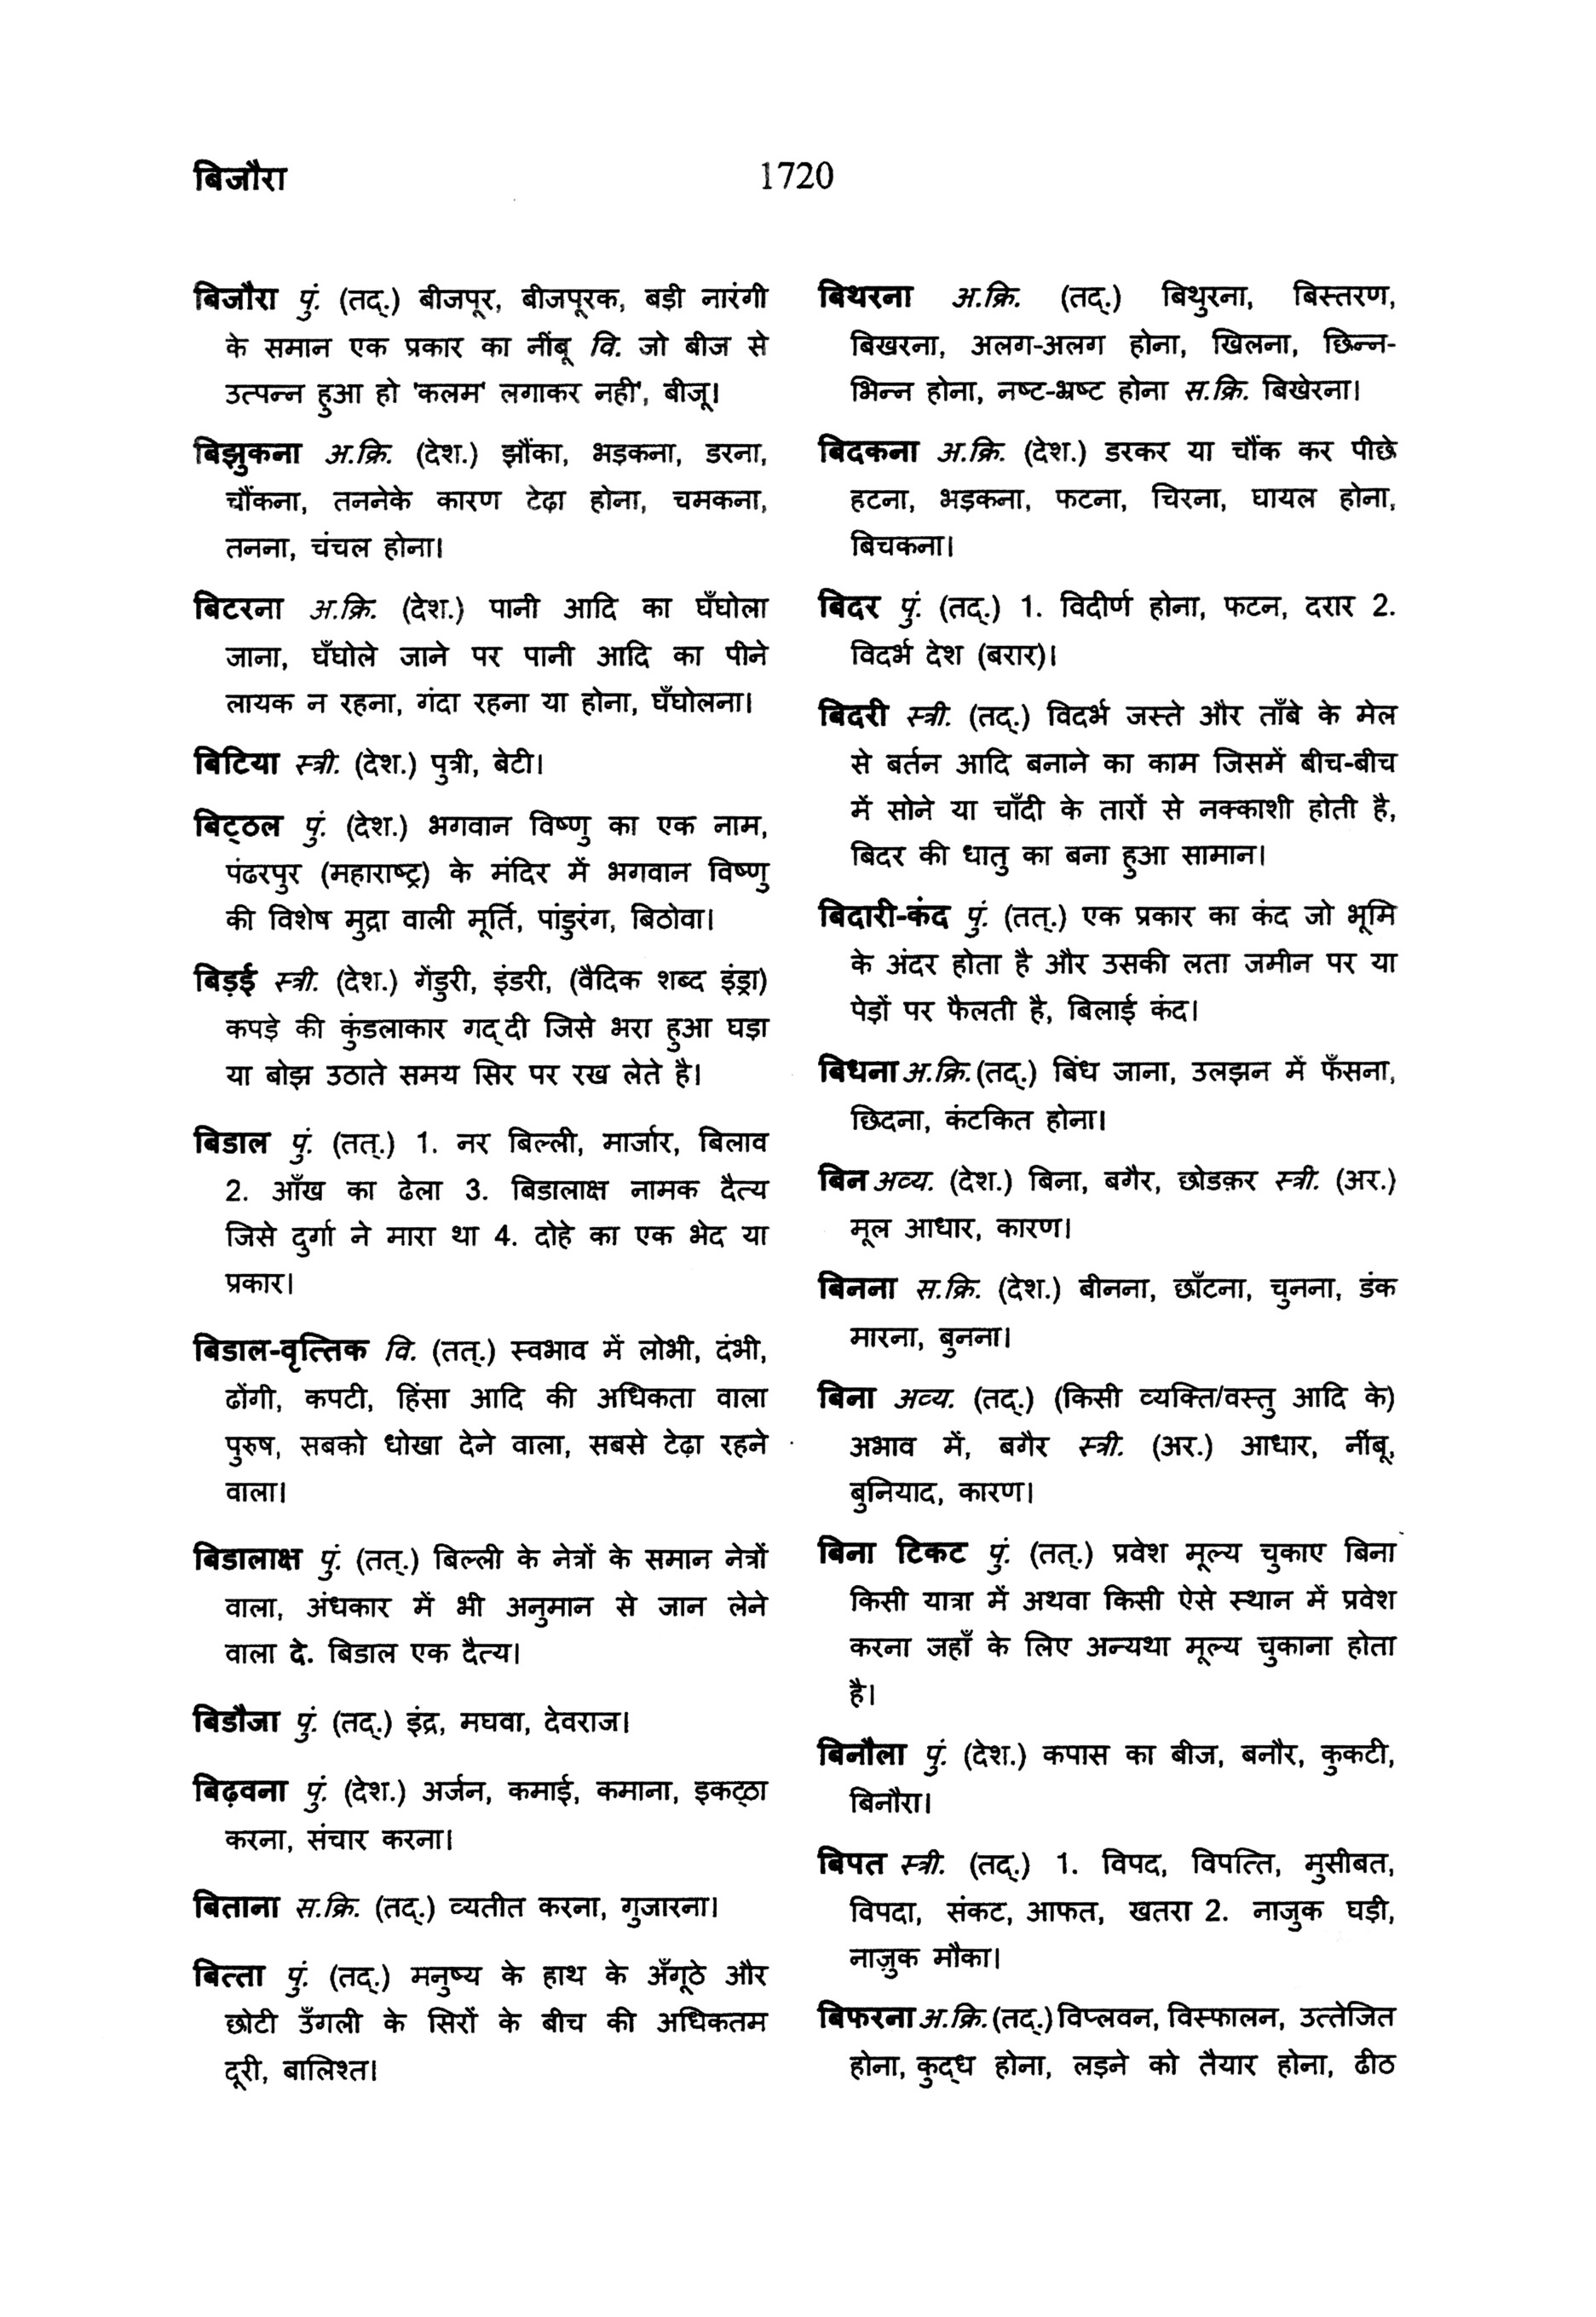 बिजौरा
1720
बिजौरा पुं. (तद्.) बीजपूर, बीजपूरक, बड़ी नारंगी
के समान एक प्रकार का नींबू वि. जो बीज से
उत्पन्न हुआ हो 'कलम' लगाकर नही', बीजू।
बिझुकना अ.क्रि. (देश.) झौंका, भड़कना, डरना,
चौंकना, तननेके कारण टेढ़ा होना, चमकना,
तनना, चंचल होना।
बिटरना अ.क्रि. (देश.) पानी आदि का घँघोला
जाना, घँघोले जाने पर पानी आदि का पीने
लायक न रहना, गंदा रहना या होना, घँघोलना।
बिटिया स्त्री. (देश.) पुत्री, बेटी।
बिट्ठल पुं. (देश.) भगवान विष्णु का एक नाम,
पंढरपुर (महाराष्ट्र) के मंदिर में भगवान विष्णु
की विशेष मुद्रा वाली मूर्ति, पांडुरंग, बिठोवा।
बिड़ई स्त्री. (देश.) गेंडुरी, इंडरी, (वैदिक शब्द इंड्रा)
कपड़े की कुंडलाकार गद्दी जिसे भरा हुआ घड़ा
या बोझ उठाते समय सिर पर रख लेते है।
बिडाल पुं. (तत्.) 1. नर बिल्ली, मार्जार, बिलाव
2. आँख का ढेला 3. बिडालाक्ष नामक दैत्य
जिसे दुर्गा ने मारा था 4. दोहे का एक भेद या
प्रकार।
बिडाल-वृत्तिक वि. (तत्.) स्वभाव में लोभी, दंभी,
ढोंगी, कपटी, हिंसा आदि की अधिकता वाला
पुरुष, सबको धोखा देने वाला, सबसे टेढ़ा रहने
वाला।
बिडालाक्ष पुं. (तत्.) बिल्ली के नेत्रों के समान नेत्रों
वाला, अंधकार में भी अनुमान से जान लेने
वाला दे. बिडाल एक दैत्य।
बिडौजा पुं. (तद्.) इंद्र, मघवा, देवराज।
बिढ़वना पुं. (देश.) अर्जन, कमाई, कमाना, इकट्ठा
करना, संचार करना।
बिताना स.क्रि. (तद्.) व्यतीत करना, गुजारना।
बित्ता पुं. (तद्.) मनुष्य के हाथ के अँगूठे और
छोटी उँगली के सिरों के बीच की अधिकतम
दूरी, बालिश्त।
बिथरना अ.क्रि. (तद्.) बिथुरना, बिस्तरण,
बिखरना, अलग-अलग होना, खिलना, छिन्न-
भिन्न होना, नष्ट-भ्रष्ट होना स.क्रि. बिखेरना।
बिदकना अ.क्रि. (देश.) डरकर या चौंक कर पीछे
हटना, भड़कना, फटना, चिरना, घायल होना,
बिचकना।
बिदर पुं. (तद्.) 1. विदीर्ण होना, फटन, दरार 2.
विदर्भ देश (बरार)।
बिदरी स्त्री. (तद्.) विदर्भ जस्ते और ताँबे के मेल
से बर्तन आदि बनाने का काम जिसमें बीच-बीच
में सोने या चाँदी के तारों से नक्काशी होती है,
बिदर की धातु का बना हुआ सामान।
बिदारी-कंद पुं. (तत्.) एक प्रकार का कंद जो भूमि
के अंदर होता है और उसकी लता जमीन पर या
पेड़ों पर फैलती है, बिलाई कंद।
बिधना अ.क्रि. (तद्.) बिंध जाना, उलझन में फँसना,
छिदना, कंटकित होना।
बिन अव्य. (देश.) बिना, बगैर, छोडक़र स्त्री. (अर.)
मूल आधार, कारण।
बिनना स.क्रि. (देश.) बीनना, छाँटना, चुनना, डंक
मारना, बुनना।
बिना अव्य. (तद्.) (किसी व्यक्ति/वस्तु आदि के)
अभाव में, बगैर स्त्री. (अर.) आधार, नींबू,
बुनियाद, कारण।
बिना टिकट पुं. (तत्.) प्रवेश मूल्य चुकाए बिना
किसी यात्रा में अथवा किसी ऐसे स्थान में प्रवेश
करना जहाँ के लिए अन्यथा मूल्य चुकाना होता
है।
बिनौला पुं. (देश.) कपास का बीज, बनौर, कुकटी,
बिनौरा।
बिपत स्त्री. (तद्.) 1. विपद, विपत्ति, मुसीबत,
विपदा, संकट, आफत, खतरा 2. नाजुक घड़ी,
नाज़ुक मौका।
बिफरना अ.क्रि. (तद्.) विप्लवन, विस्फालन, उत्तेजित
होना, कुद्ध होना, लड़ने को तैयार होना, ढीठ